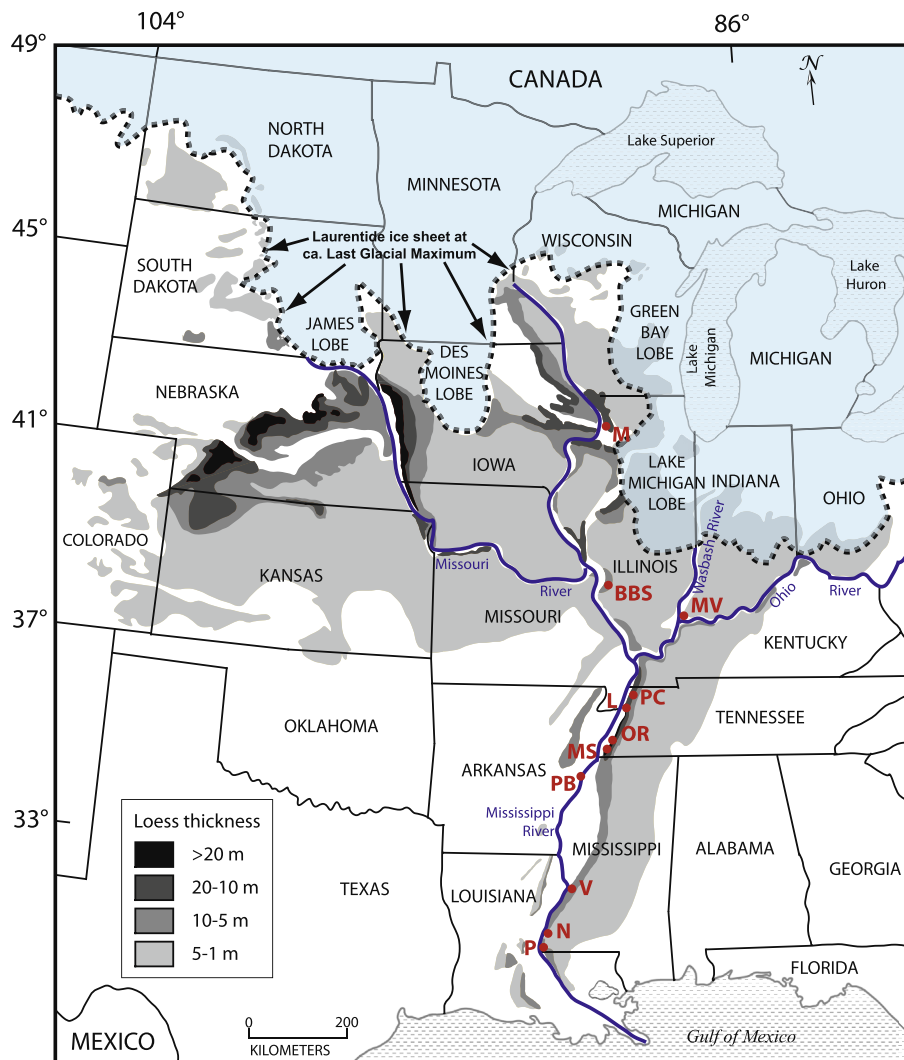 104°
86°
49°
N
CANADA
Lake Superior
NORTH
DAKOTA
MINNESOTA
MICHIGAN
45°
Laurentide ice sheet at
ca. Last Glacial Maximum
WISCONSIN
SOUTH
DAKOTA
Lake
Huron
JAMES
LOBE
GREEN
BAY
LOBE
Lake
Michigan
MICHIGAN
DES
MOINES
LOBE
NEBRASKA
41°
M
IOWA
LAKE
MICHIGAN
LOBE
INDIANA
OHIO
COLORADO
KANSAS
Missouri
River
ILLINOIS
Wasbash River
BBS
MV
Ohio
River
37°
MISSOURI
KENTUCKY
L
PC
OKLAHOMA
TENNESSEE
OR
MS
ARKANSAS
PB
33°
Mississippi
River
MISSISSIPPI
ALABAMA
GEORGIA
Loess thickness
>20 m
20-10 m
10-5 m
5-1 m
TEXAS
LOUISIANA
V
N
P
FLORIDA
0
200
KILOMETERS
MEXICO
Gulf of Mexico